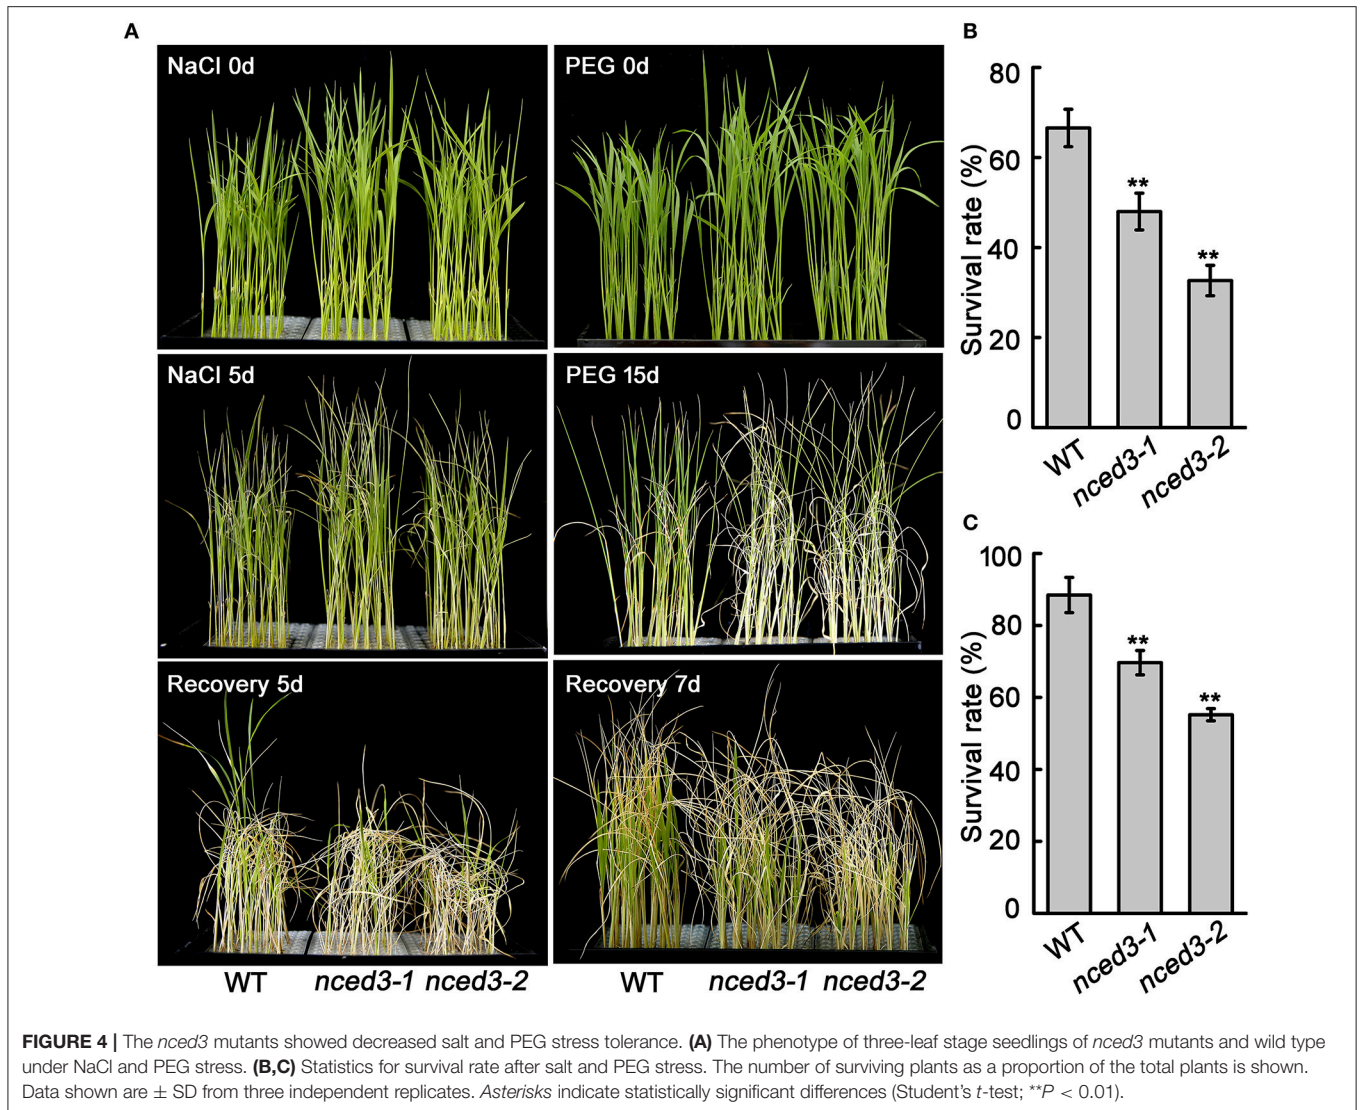 A
NaCl 0d
PEG 0d
NaCl 5d
PEG 15d
Recovery 5d
Recovery 7d
WT nced3-1 nced3-2
WT nced3-1 nced3-2
B
Survival rate (%)
80
60
40
20
0
**
**
WT
nced3-1
nced3-2
C
Survival rate (%)
100
80
60
40
20
0
**
**
WT
nced3-1
nced3-2
FIGURE 4 | The nced3 mutants showed decreased salt and PEG stress tolerance. (A) The phenotype of three-leaf stage seedlings of nced3 mutants and wild type
under NaCl and PEG stress. (B,C) Statistics for survival rate after salt and PEG stress. The number of surviving plants as a proportion of the total plants is shown.
Data shown are ± SD from three independent replicates. Asterisks indicate statistically significant differences (Student's t-test; **P < 0.01).